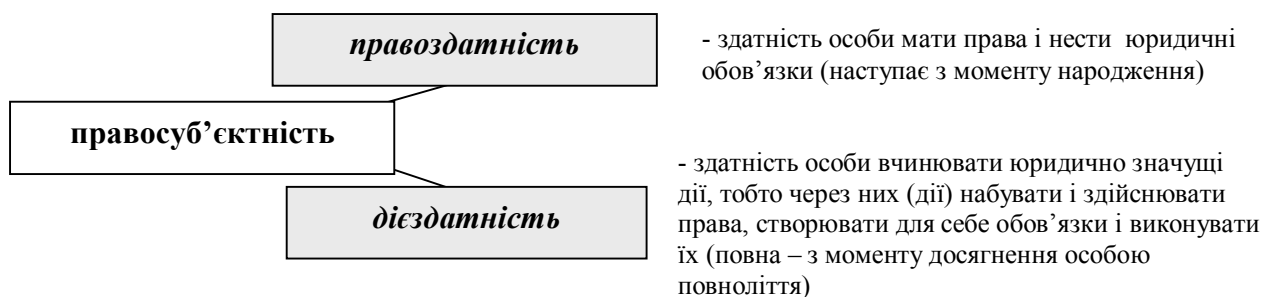 правоздатність
- здатність особи мати права і нести юридичні
обов’язки (наступає з моменту народження)
правосуб’єктність
дієздатність
- здатність особи вчинювати юридично значущі
дії, тобто через них (дії) набувати і здійснювати
права, створювати для себе обов’язки і виконувати
їх (повна – з моменту досягнення особою
повноліття)